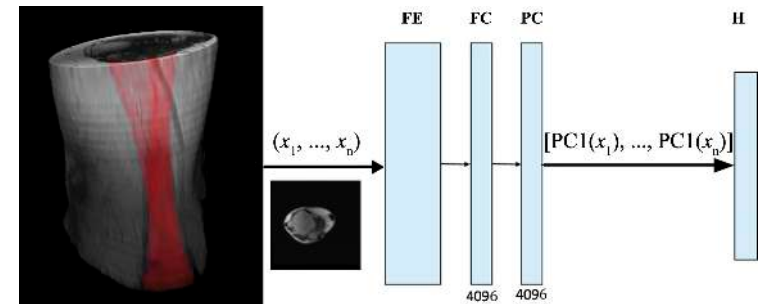 FE FC PC H
(x₁, ..., xₙ)
[PC1(x₁), ..., PC1(xₙ)]
4096 4096